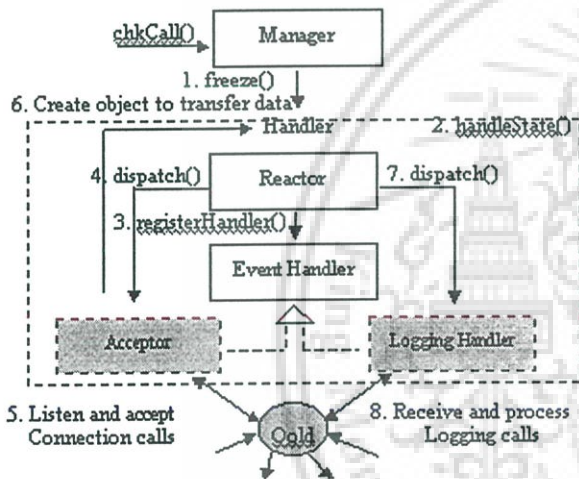 chkCall()
Manager
1. freeze()
6. Create object to transfer data
Handler
2. handleState()
4. dispatch()
Reactor
7. dispatch()
3. registerHandler()
Event Handler
Acceptor
Logging Handler
5. Listen and accept
Connection calls
Qold
8. Receive and process
Logging calls